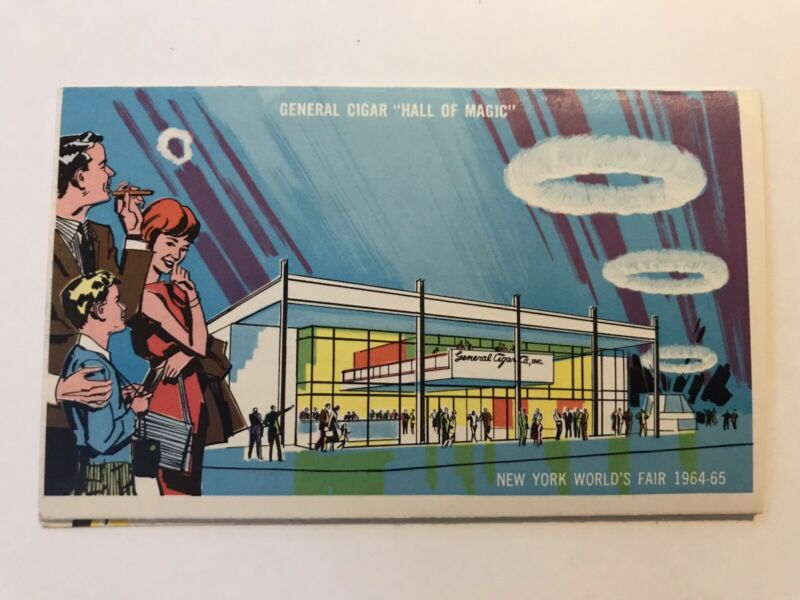 GENERAL CIGAR "HALL OF MAGIC"
General Cigar Co., INC.
NEW YORK WORLD'S FAIR 1964-65